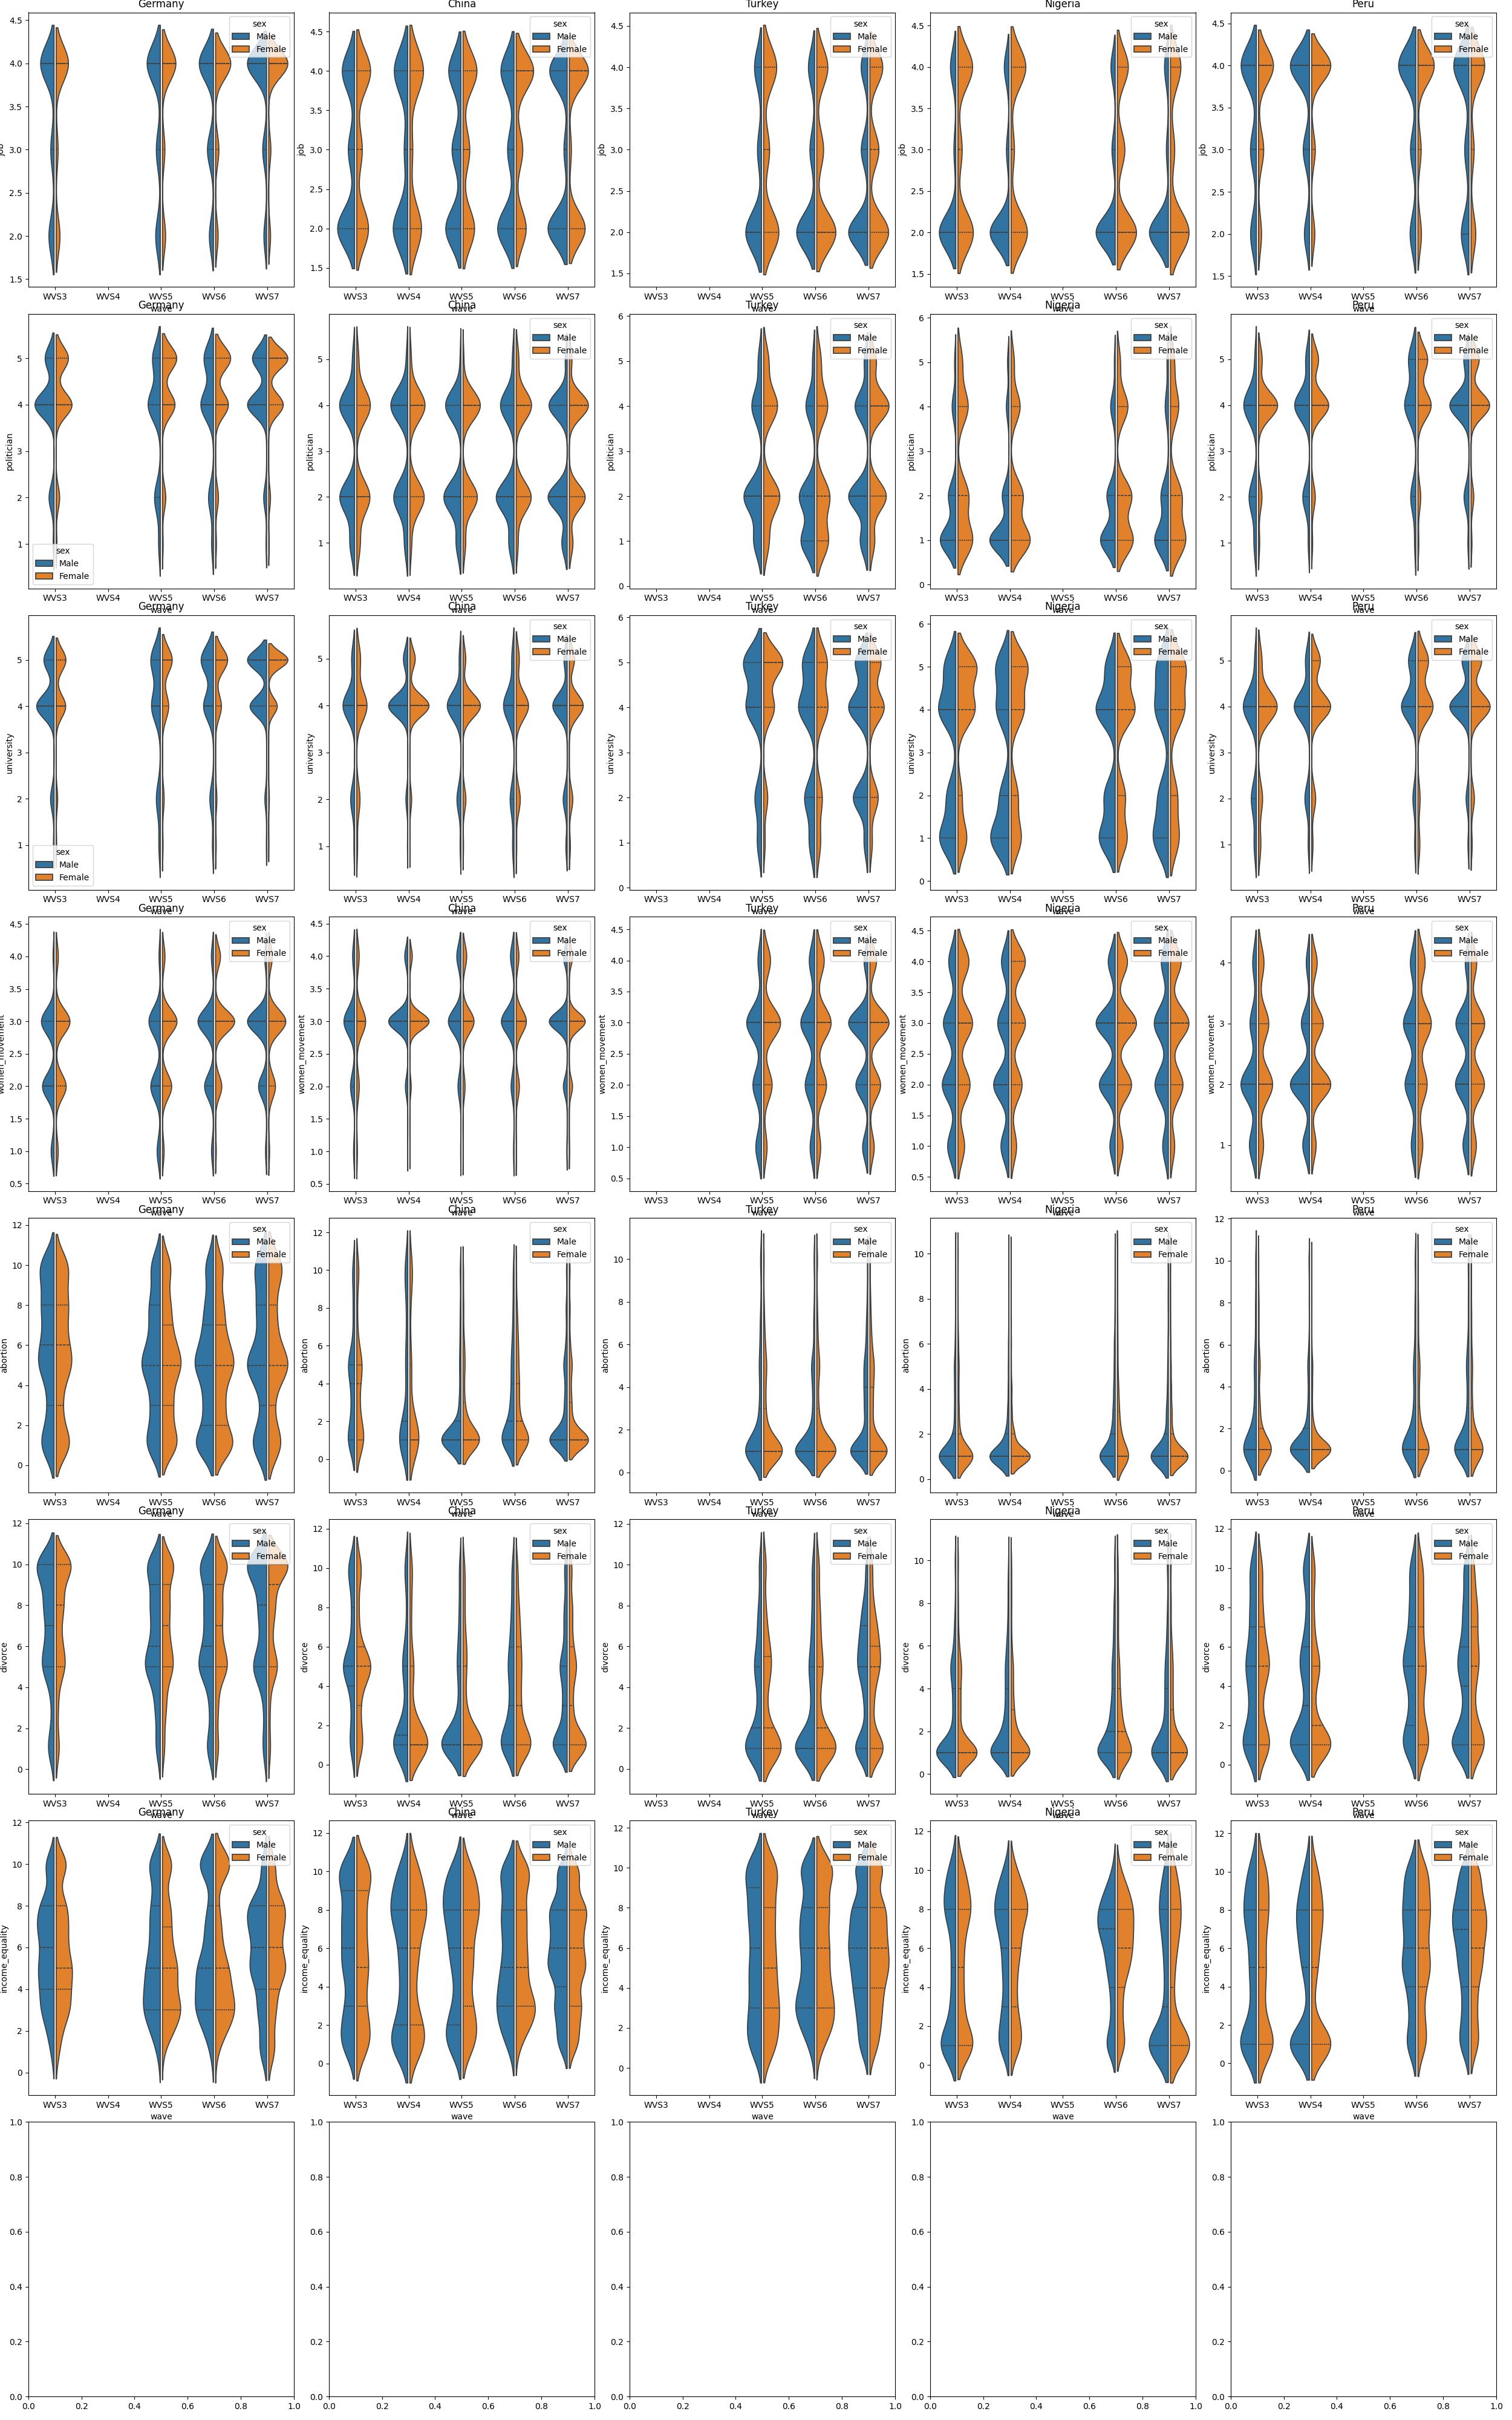 Germany
sex
Male
Female
job
4.5
4.0
3.5
3.0
2.5
2.0
1.5
WVS3 WVS4 WVS5 WVS6 WVS7
wave
China
sex
Male
Female
job
4.5
4.0
3.5
3.0
2.5
2.0
1.5
WVS3 WVS4 WVS5 WVS6 WVS7
wave
Turkey
sex
Male
Female
job
4.5
4.0
3.5
3.0
2.5
2.0
1.5
WVS3 WVS4 WVS5 WVS6 WVS7
wave
Nigeria
sex
Male
Female
job
4.5
4.0
3.5
3.0
2.5
2.0
1.5
WVS3 WVS4 WVS5 WVS6 WVS7
wave
Peru
sex
Male
Female
job
4.5
4.0
3.5
3.0
2.5
2.0
1.5
WVS3 WVS4 WVS5 WVS6 WVS7
wave
Germany
politician
5
4
3
2
1
sex
Male
Female
WVS3 WVS4 WVS5 WVS6 WVS7
wave
China
sex
Male
Female
politician
5
4
3
2
1
WVS3 WVS4 WVS5 WVS6 WVS7
wave
Turkey
sex
Male
Female
politician
6
5
4
3
2
1
0
WVS3 WVS4 WVS5 WVS6 WVS7
wave
Nigeria
sex
Male
Female
politician
6
5
4
3
2
1
0
WVS3 WVS4 WVS5 WVS6 WVS7
wave
Peru
sex
Male
Female
politician
5
4
3
2
1
WVS3 WVS4 WVS5 WVS6 WVS7
wave
Germany
university
5
4
3
2
1
sex
Male
Female
WVS3 WVS4 WVS5 WVS6 WVS7
wave
China
sex
Male
Female
university
5
4
3
2
1
WVS3 WVS4 WVS5 WVS6 WVS7
wave
Turkey
sex
Male
Female
university
6
5
4
3
2
1
0
WVS3 WVS4 WVS5 WVS6 WVS7
wave
Nigeria
sex
Male
Female
university
6
5
4
3
2
1
0
WVS3 WVS4 WVS5 WVS6 WVS7
wave
Peru
sex
Male
Female
university
5
4
3
2
1
WVS3 WVS4 WVS5 WVS6 WVS7
wave
Germany
sex
Male
Female
women_movement
4.5
4.0
3.5
3.0
2.5
2.0
1.5
1.0
0.5
WVS3 WVS4 WVS5 WVS6 WVS7
wave
China
sex
Male
Female
women_movement
4.5
4.0
3.5
3.0
2.5
2.0
1.5
1.0
0.5
WVS3 WVS4 WVS5 WVS6 WVS7
wave
Turkey
sex
Male
Female
women_movement
4.5
4.0
3.5
3.0
2.5
2.0
1.5
1.0
0.5
WVS3 WVS4 WVS5 WVS6 WVS7
wave
Nigeria
sex
Male
Female
women_movement
4.5
4.0
3.5
3.0
2.5
2.0
1.5
1.0
0.5
WVS3 WVS4 WVS5 WVS6 WVS7
wave
Peru
sex
Male
Female
women_movement
4
3
2
1
WVS3 WVS4 WVS5 WVS6 WVS7
wave
Germany
sex
Male
Female
abortion
12
10
8
6
4
2
0
WVS3 WVS4 WVS5 WVS6 WVS7
wave
China
sex
Male
Female
abortion
12
10
8
6
4
2
0
WVS3 WVS4 WVS5 WVS6 WVS7
wave
Turkey
sex
Male
Female
abortion
10
8
6
4
2
0
WVS3 WVS4 WVS5 WVS6 WVS7
wave
Nigeria
sex
Male
Female
abortion
10
8
6
4
2
0
WVS3 WVS4 WVS5 WVS6 WVS7
wave
Peru
sex
Male
Female
abortion
12
10
8
6
4
2
0
WVS3 WVS4 WVS5 WVS6 WVS7
wave
Germany
sex
Male
Female
divorce
12
10
8
6
4
2
0
WVS3 WVS4 WVS5 WVS6 WVS7
wave
China
sex
Male
Female
divorce
12
10
8
6
4
2
0
WVS3 WVS4 WVS5 WVS6 WVS7
wave
Turkey
sex
Male
Female
divorce
12
10
8
6
4
2
0
WVS3 WVS4 WVS5 WVS6 WVS7
wave
Nigeria
sex
Male
Female
divorce
10
8
6
4
2
0
WVS3 WVS4 WVS5 WVS6 WVS7
wave
Peru
sex
Male
Female
divorce
12
10
8
6
4
2
0
WVS3 WVS4 WVS5 WVS6 WVS7
wave
Germany
sex
Male
Female
income_equality
12
10
8
6
4
2
0
WVS3 WVS4 WVS5 WVS6 WVS7
wave
China
sex
Male
Female
income_equality
12
10
8
6
4
2
0
WVS3 WVS4 WVS5 WVS6 WVS7
wave
Turkey
sex
Male
Female
income_equality
12
10
8
6
4
2
0
WVS3 WVS4 WVS5 WVS6 WVS7
wave
Nigeria
sex
Male
Female
income_equality
12
10
8
6
4
2
0
WVS3 WVS4 WVS5 WVS6 WVS7
wave
Peru
sex
Male
Female
income_equality
12
10
8
6
4
2
0
WVS3 WVS4 WVS5 WVS6 WVS7
wave
1.0
0.8
0.6
0.4
0.2
0.0
0.0 0.2 0.4 0.6 0.8 1.0
1.0
0.8
0.6
0.4
0.2
0.0
0.0 0.2 0.4 0.6 0.8 1.0
1.0
0.8
0.6
0.4
0.2
0.0
0.0 0.2 0.4 0.6 0.8 1.0
1.0
0.8
0.6
0.4
0.2
0.0
0.0 0.2 0.4 0.6 0.8 1.0
1.0
0.8
0.6
0.4
0.2
0.0
0.0 0.2 0.4 0.6 0.8 1.0